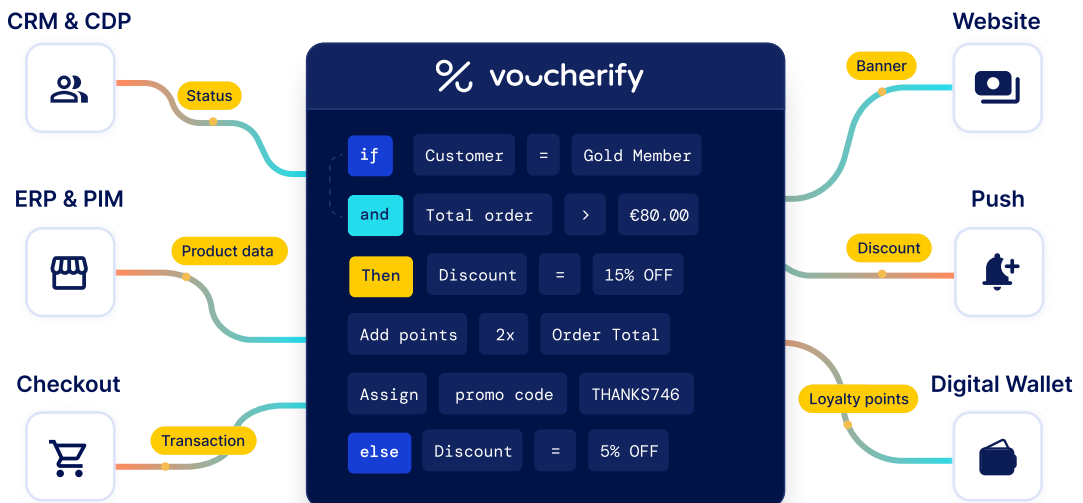 CRM & CDP
Status
ERP & PIM
Product data
Checkout
Transaction
voucherify
if Customer = Gold Member
and Total order > €80.00
Then Discount = 15% OFF
Add points 2x Order Total
Assign promo code THANKS746
else Discount = 5% OFF
Website
Banner
Push
Discount
Digital Wallet
Loyalty points